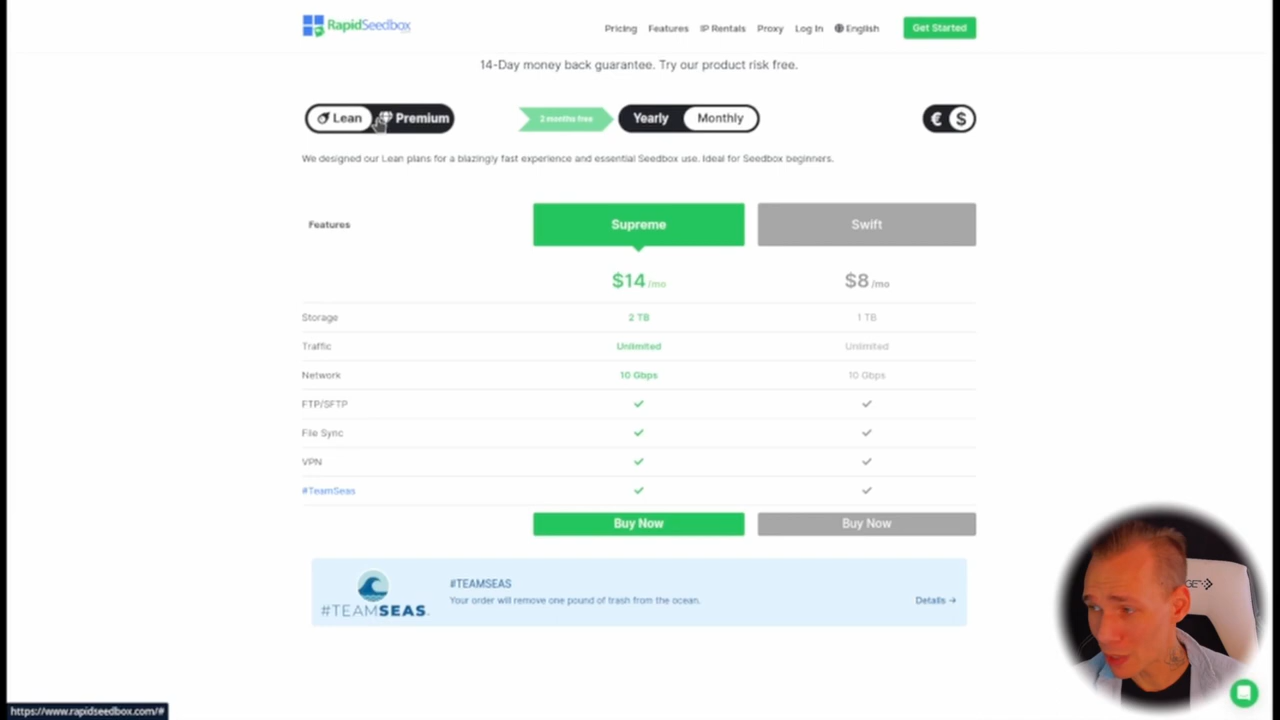 RapidSeedbox
Pricing Features IP Rentals Proxy Log In English Get Started
14-Day money back guarantee. Try our product risk free.
Lean Premium 2 months free Yearly Monthly € $
We designed our Lean plans for a blazingly fast experience and essential Seedbox use. Ideal for Seedbox beginners.
Features Supreme Swift
$14 /mo $8 /mo
Storage 2 TB 1 TB
Traffic Unlimited Unlimited
Network 10 Gbps 10 Gbps
FTP/SFTP
File Sync
VPN
#TeamSeas
Buy Now Buy Now
#TEAMSEAS
#TEAMSEAS
Your order will remove one pound of trash from the ocean. Details →
https://www.rapidseedbox.com/#